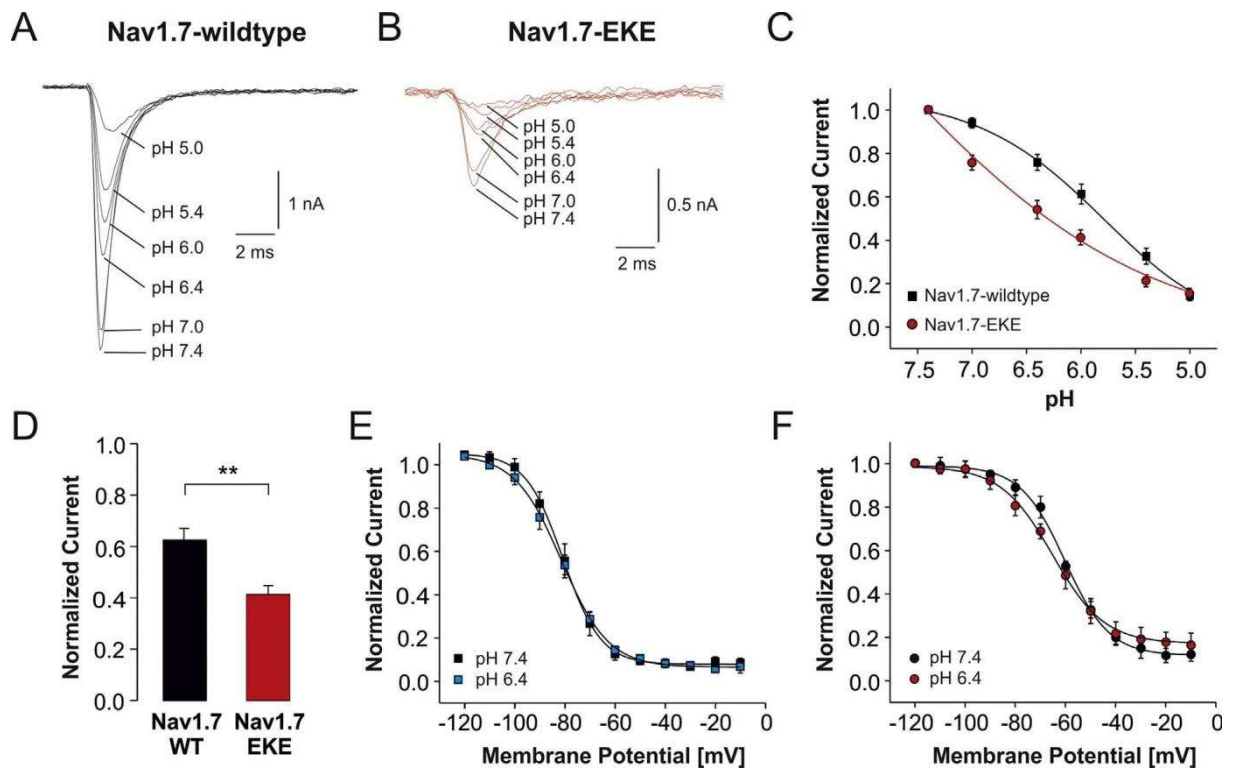 A
Nav1.7-wildtype
pH 5.0
pH 5.4
pH 6.0
pH 6.4
pH 7.0
pH 7.4
1 nA
2 ms
B
Nav1.7-EKE
pH 5.0
pH 5.4
pH 6.0
pH 6.4
pH 7.0
pH 7.4
0.5 nA
2 ms
C
Normalized Current
1.0
0.8
0.6
0.4
0.2
0.0
Nav1.7-wildtype
Nav1.7-EKE
7.5 7.0 6.5 6.0 5.5 5.0
pH
D
Normalized Current
1.0
0.8
0.6
0.4
0.2
0.0
**
Nav1.7 Nav1.7
WT EKE
E
Normalized Current
1.0
0.8
0.6
0.4
0.2
0.0
pH 7.4
pH 6.4
-120 -100 -80 -60 -40 -20 0
Membrane Potential [mV]
F
Normalized Current
1.0
0.8
0.6
0.4
0.2
0.0
pH 7.4
pH 6.4
-120 -100 -80 -60 -40 -20 0
Membrane Potential [mV]